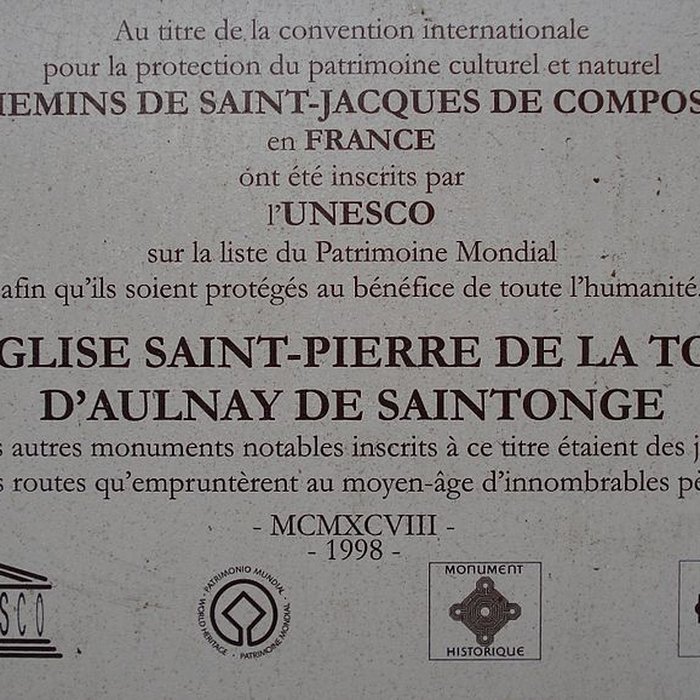 Au titre de la convention internationale
pour la protection du patrimoine culturel et naturel
HEMINS DE SAINT-JACQUES DE COMPOS
en FRANCE
ont été inscrits par
l'UNESCO
sur la liste du Patrimoine Mondial
afin qu'ils soient protégés au bénéfice de toute l'humanité.
GLISE SAINT-PIERRE DE LA TO
D'AULNAY DE SAINTONGE
s autres monuments notables inscrits à ce titre étaient des j
s routes qu'empruntèrent au moyen-âge d'innombrables pé
- MCMXCVIII -
- 1998 -
SCO
PATRIMONIO MUNDIAL • WORLD HERITAGE • PATRIMOINE MONDIAL •
MONUMENT
HISTORIQUE